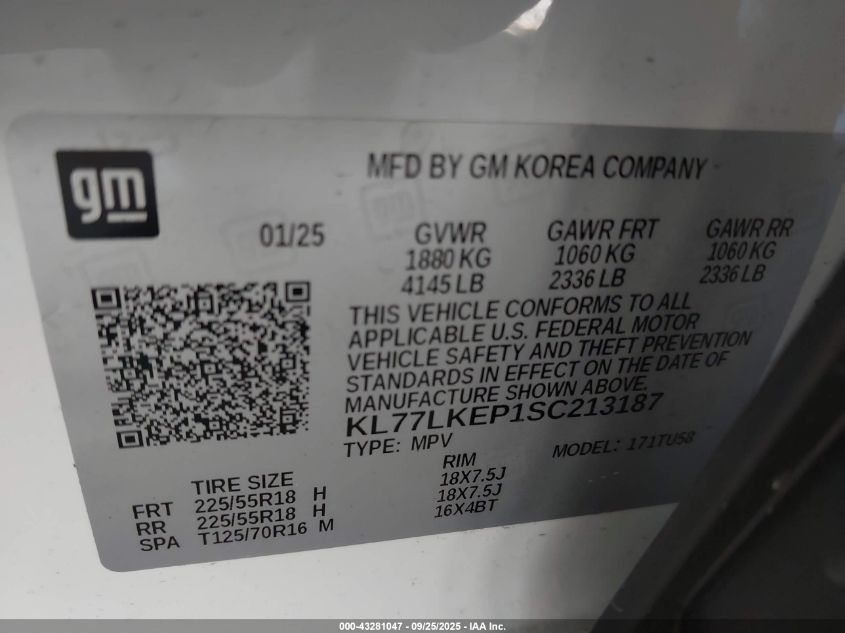 gm
MFD BY GM KOREA COMPANY
01/25 GVWR GAWR FRT GAWR RR
1880 KG 1060 KG 1060 KG
4145 LB 2336 LB 2336 LB
THIS VEHICLE CONFORMS TO ALL
APPLICABLE U.S. FEDERAL MOTOR
VEHICLE SAFETY AND THEFT PREVENTION
STANDARDS IN EFFECT ON THE DATE OF
MANUFACTURE SHOWN ABOVE.
KL77LKEP1SC213187
TYPE: MPV MODEL: 171TU58
TIRE SIZE RIM
FRT 225/55R18 H 18X7.5J
RR 225/55R18 H 18X7.5J
SPA T125/70R16 M 16X4BT
000-43281047 - 09/25/2025 - IAA Inc.